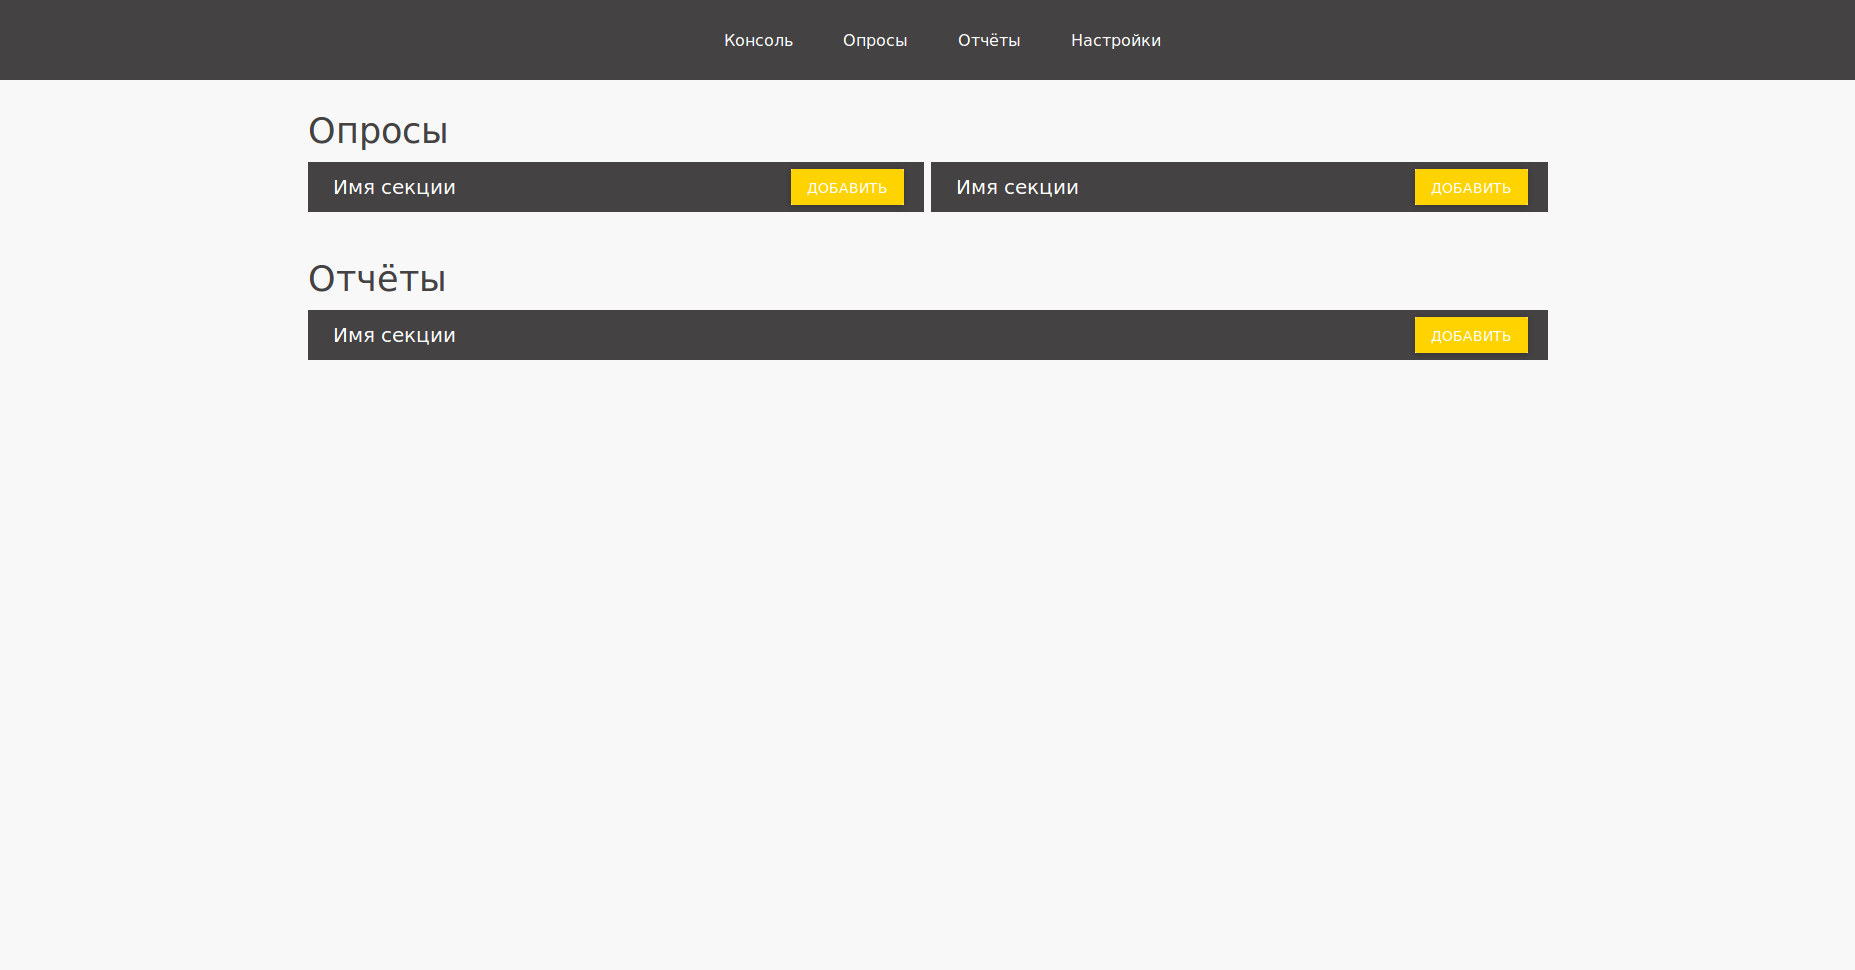 Консоль Опросы Отчёты Настройки
Опросы
Имя секции ДОБАВИТЬ Имя секции ДОБАВИТЬ
Отчёты
Имя секции ДОБАВИТЬ